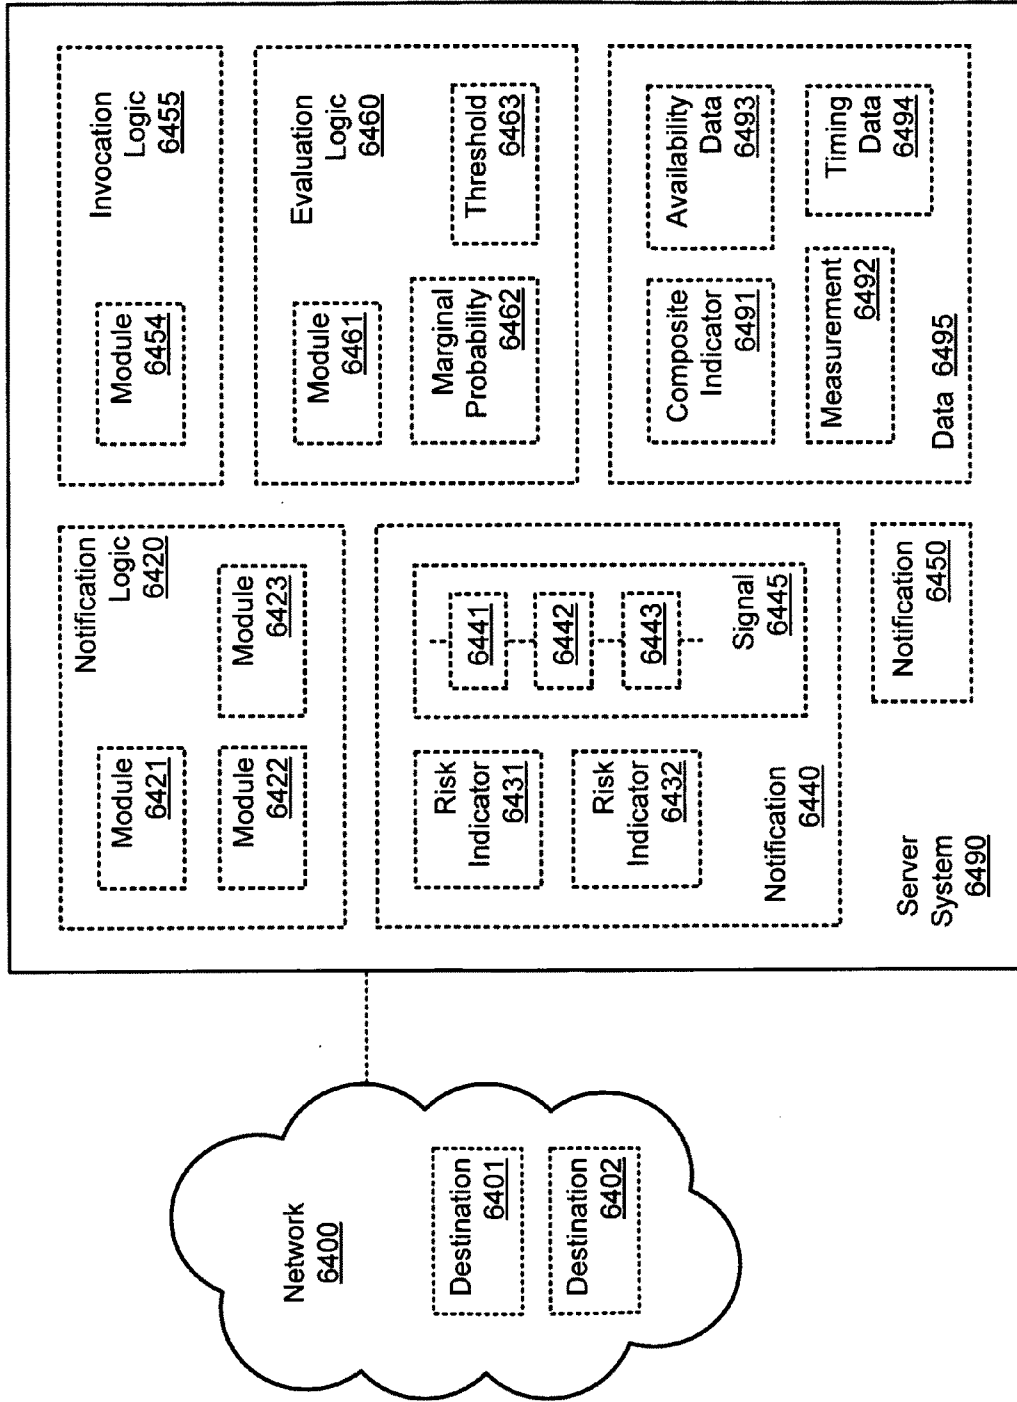 Network
6400
Destination
6401
Destination
6402
Notification
Logic
6420
Module
6421
Module
6422
Module
6423
Risk
Indicator
6431
Risk
Indicator
6432
6441
6442
6443
Signal
6445
Notification
6440
Notification
6450
Server
System
6490
Invocation
Logic
6455
Module
6454
Evaluation
Logic
6460
Module
6461
Marginal
Probability
6462
Threshold
6463
Composite
Indicator
6491
Availability
Data
6493
Measurement
6492
Timing
Data
6494
Data 6495